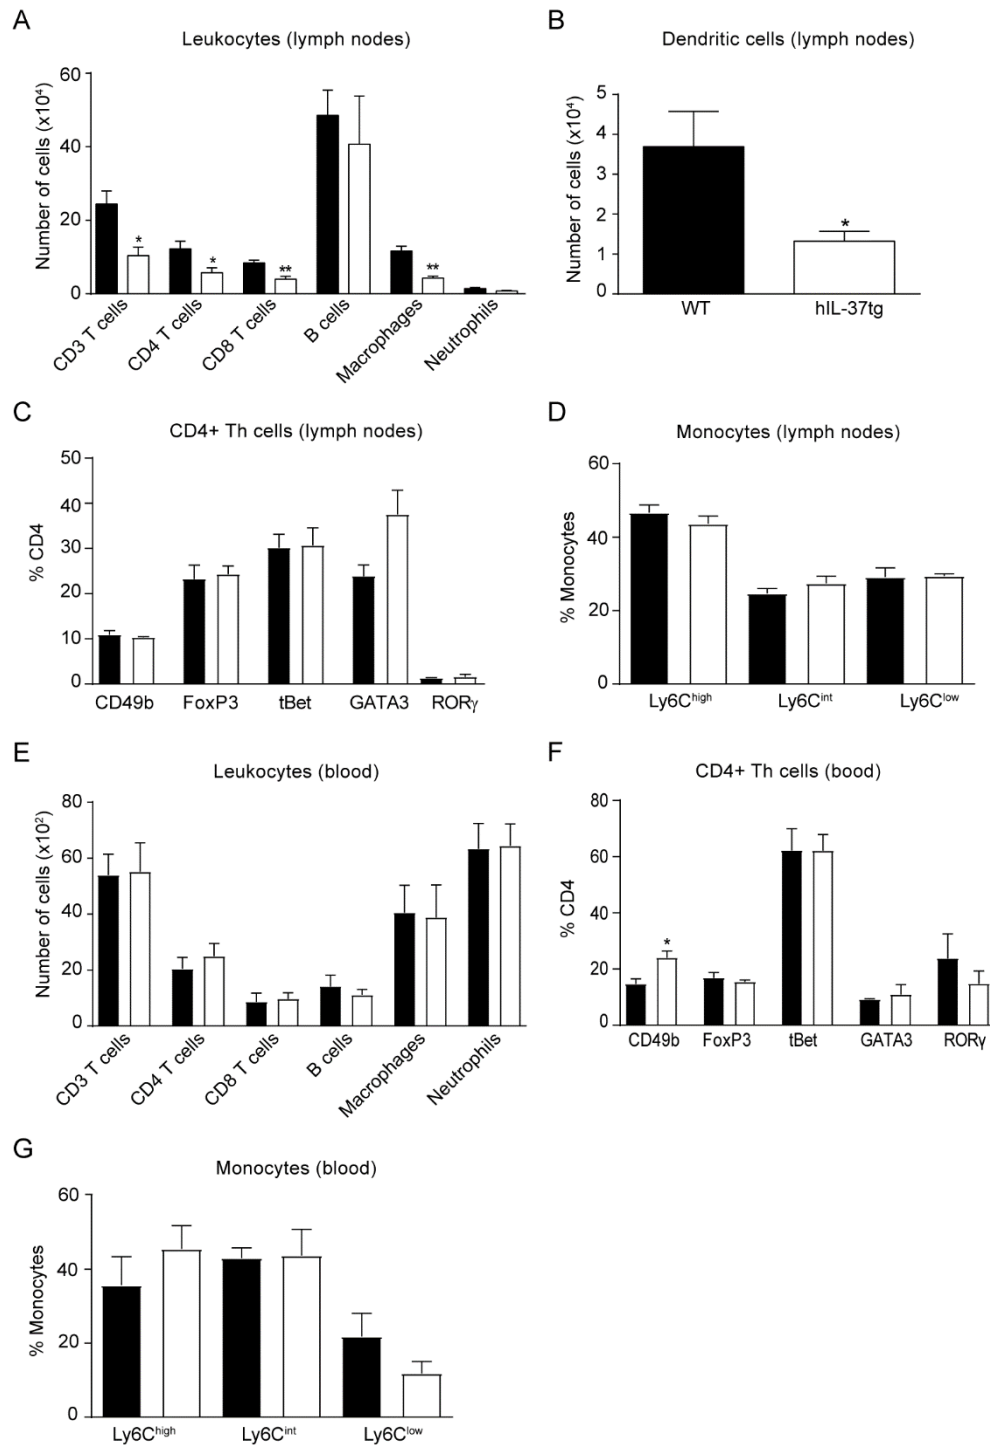 A
Leukocytes (lymph nodes)
Number of cells (x10⁴)
60
40
20
0
* * ** **
CD3 T cells CD4 T cells CD8 T cells B cells Macrophages Neutrophils
B
Dendritic cells (lymph nodes)
Number of cells (x10⁴)
5
4
3
2
1
0
*
WT hIL-37tg
C
CD4+ Th cells (lymph nodes)
% CD4
50
40
30
20
10
0
CD49b FoxP3 tBet GATA3 RORγ
D
Monocytes (lymph nodes)
% Monocytes
60
40
20
0
Ly6Chigh Ly6Cint Ly6Clow
E
Leukocytes (blood)
Number of cells (x10²)
80
60
40
20
0
CD3 T cells CD4 T cells CD8 T cells B cells Macrophages Neutrophils
F
CD4+ Th cells (bood)
% CD4
80
60
40
20
0
*
CD49b FoxP3 tBet GATA3 RORγ
G
Monocytes (blood)
% Monocytes
60
40
20
0
Ly6Chigh Ly6Cint Ly6Clow